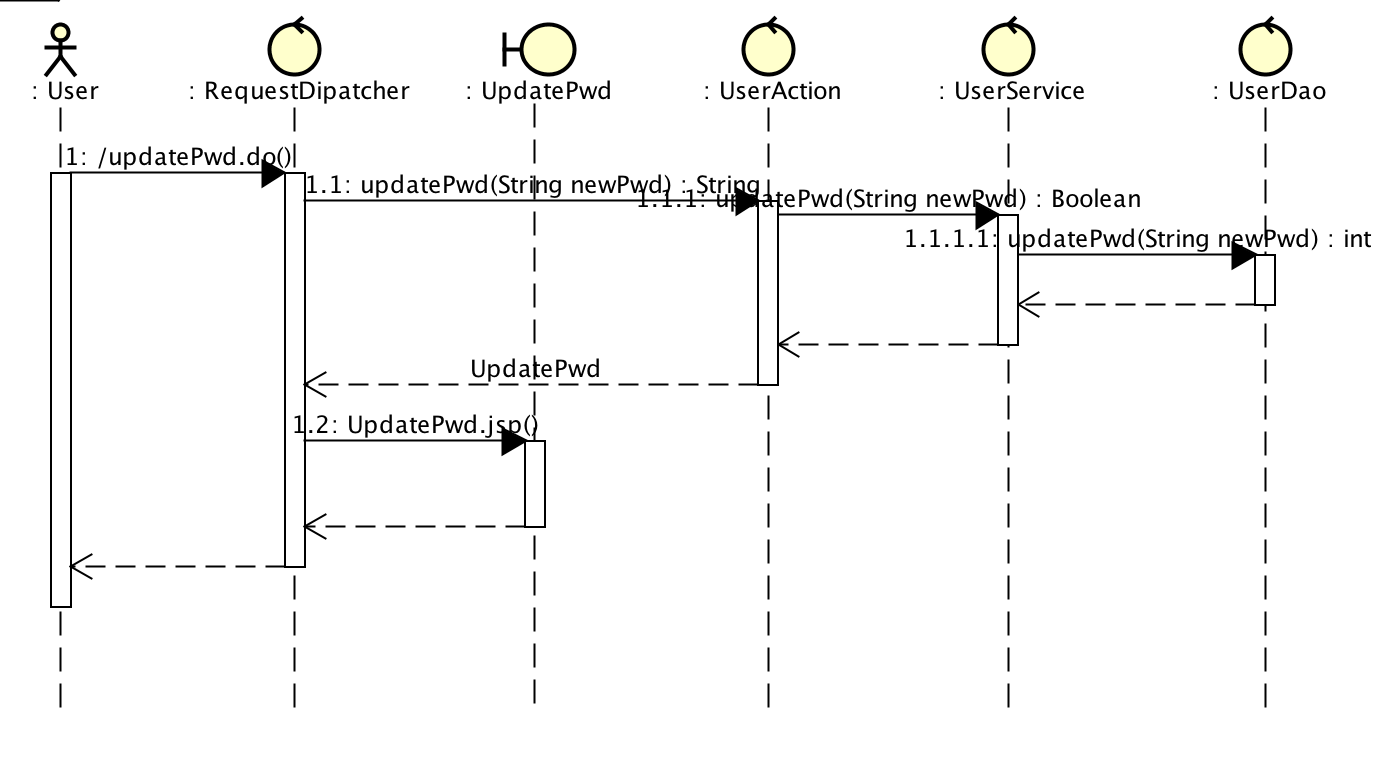 : User
: RequestDipatcher
: UpdatePwd
: UserAction
: UserService
: UserDao
1: /updatePwd.do()
1.1: updatePwd(String newPwd) : String
1.1.1: updatePwd(String newPwd) : Boolean
1.1.1.1: updatePwd(String newPwd) : int
UpdatePwd
1.2: UpdatePwd.jsp()